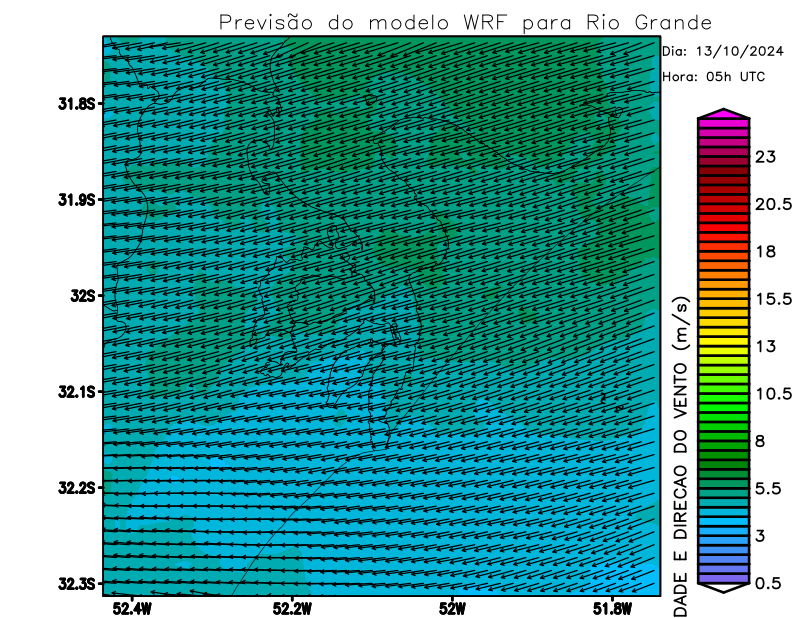 Previsão do modelo WRF para Rio Grande
Dia: 13/10/2024
Hora: 05h UTC
31.8S
31.9S
32S
32.1S
32.2S
32.3S
52.4W
52.2W
52W
51.8W
23
20.5
18
15.5
13
10.5
8
5.5
3
0.5
DADE E DIRECAO DO VENTO (m/s)